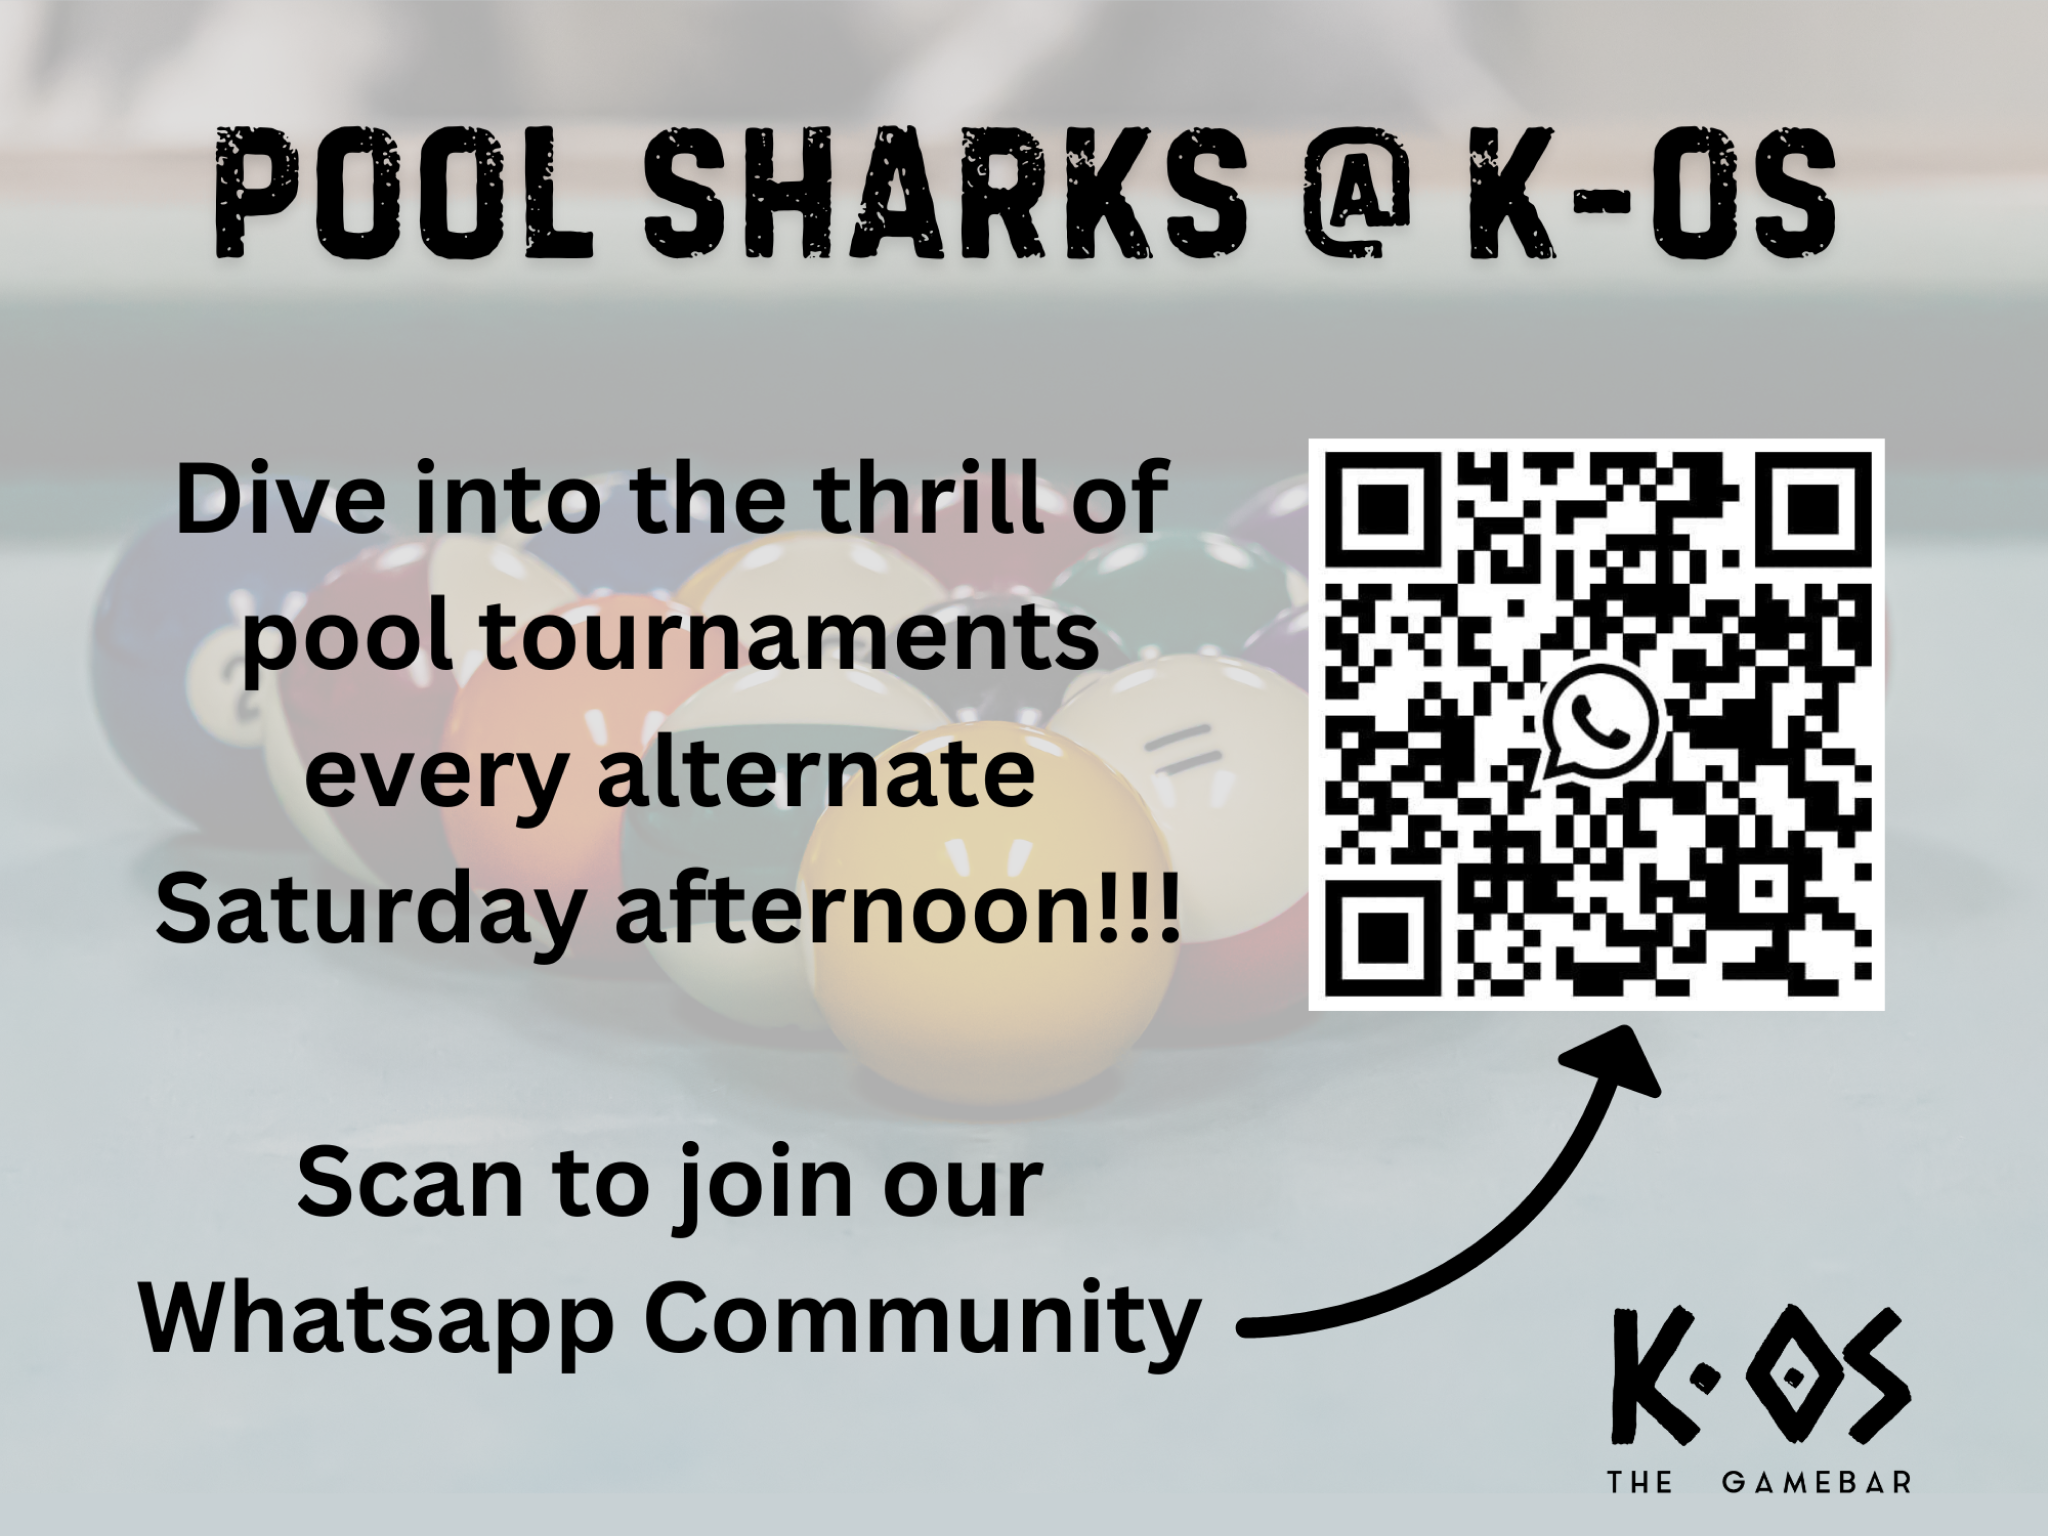 POOL SHARKS @ K-OS
Dive into the thrill of
pool tournaments
every alternate
Saturday afternoon!!!
Scan to join our
Whatsapp Community
K·OS
THE GAMEBAR